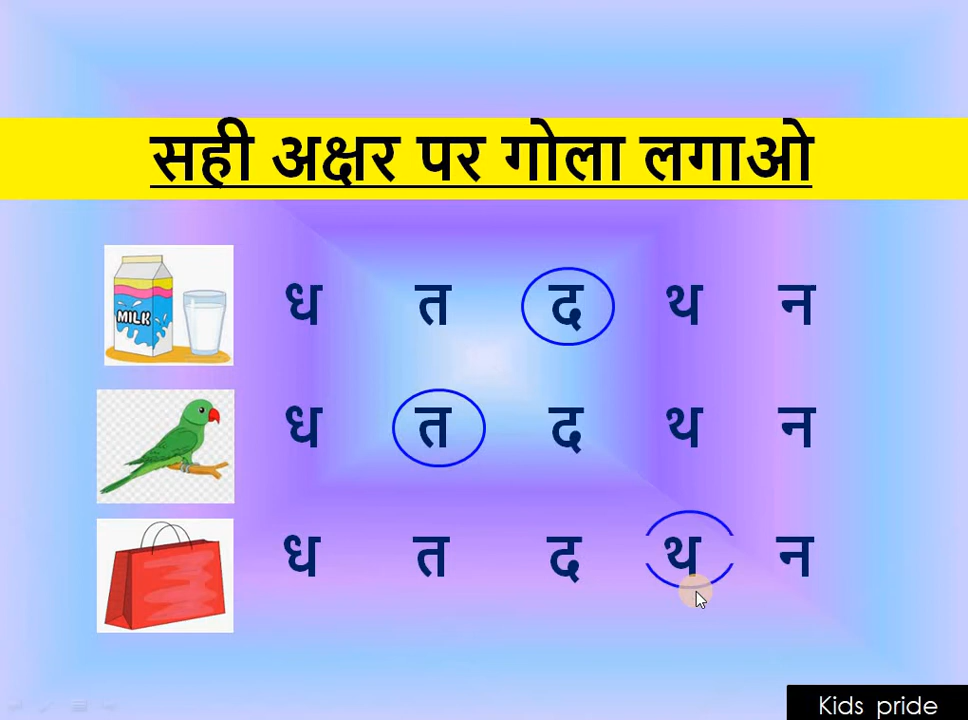 सही अक्षर पर गोला लगाओ
MILK
ध त द थ न
ध त द थ न
ध त द थ न
Kids pride